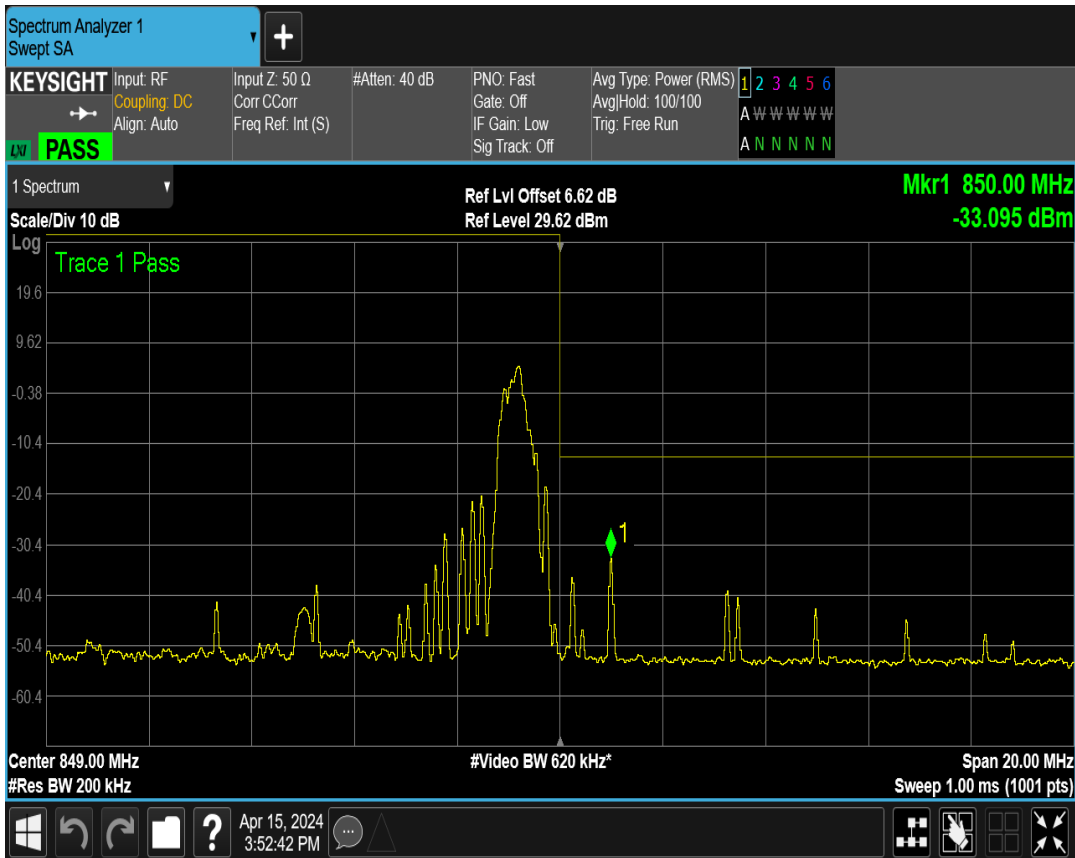 Spectrum Analyzer 1
Swept SA
+
KEYSIGHT
LXI PASS
Input: RF
Coupling: DC
Align: Auto
Input Z: 50 Ω
Corr CCorr
Freq Ref: Int (S)
#Atten: 40 dB
PNO: Fast
Gate: Off
IF Gain: Low
Sig Track: Off
Avg Type: Power (RMS)
Avg|Hold: 100/100
Trig: Free Run
1 2 3 4 5 6
A W W W W W
A N N N N N
1 Spectrum
Scale/Div 10 dB
Ref Lvl Offset 6.62 dB
Ref Level 29.62 dBm
Mkr1 850.00 MHz
-33.095 dBm
Log
Trace 1 Pass
19.6
9.62
-0.38
-10.4
-20.4
-30.4
-40.4
-50.4
-60.4
1
Center 849.00 MHz
#Video BW 620 kHz*
Span 20.00 MHz
#Res BW 200 kHz
Sweep 1.00 ms (1001 pts)
?
Apr 15, 2024
3:52:42 PM